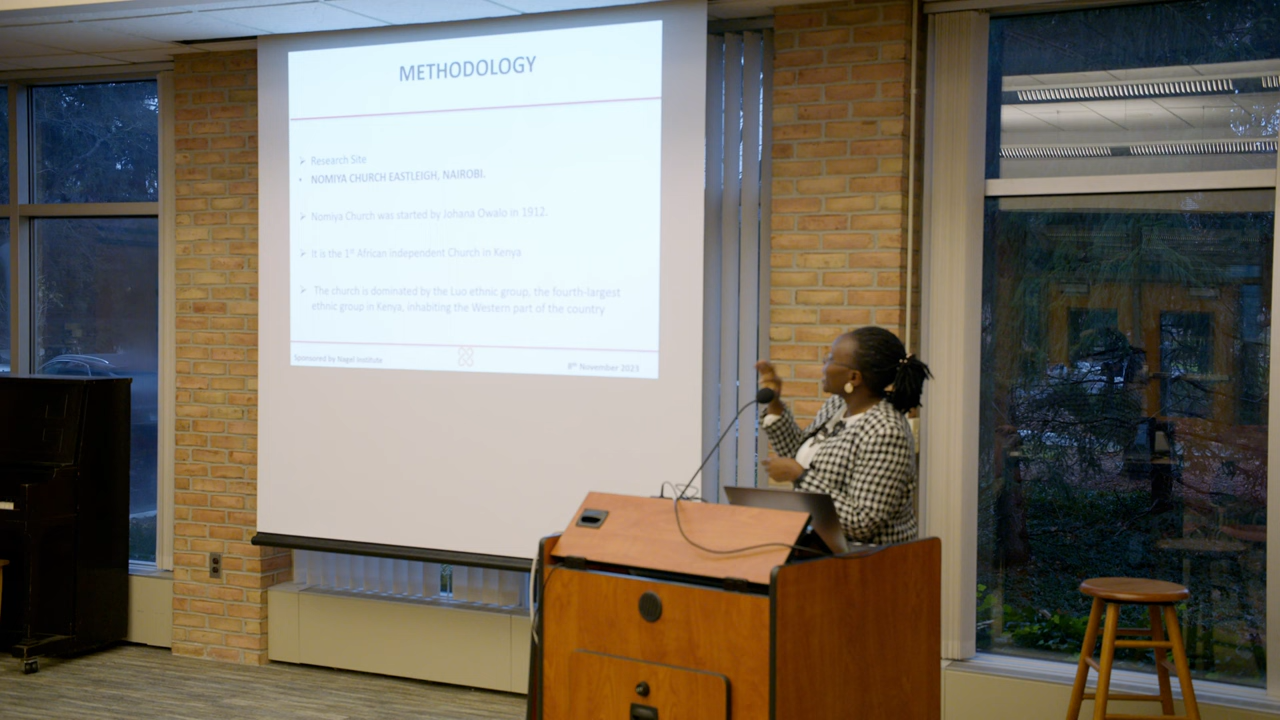 METHODOLOGY
➢ Research Site
• NOMIYA CHURCH EASTLEIGH, NAIROBI.
➢ Nomiya Church was started by Johana Owalo in 1912.
➢ It is the 1st African independent Church in Kenya
➢ The church is dominated by the Luo ethnic group, the fourth-largest
ethnic group in Kenya, inhabiting the Western part of the country
Sponsored by Nagel Institute
8th November 2023